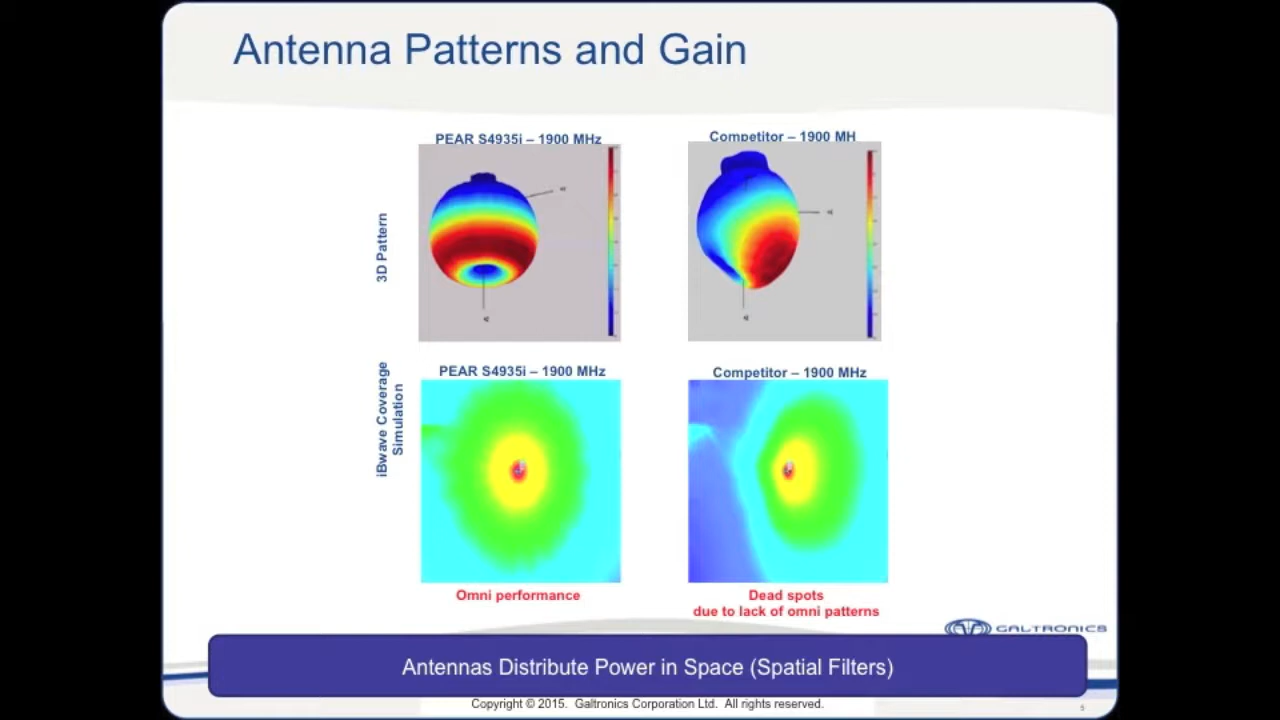 Antenna Patterns and Gain
PEAR S4935i – 1900 MHz
Competitor – 1900 MH
3D Pattern
PEAR S4935i – 1900 MHz
Competitor – 1900 MHz
iBwave Coverage
Simulation
Omni performance
Dead spots
due to lack of omni patterns
GALTRONICS
Antennas Distribute Power in Space (Spatial Filters)
Copyright © 2015. Galtronics Corporation Ltd. All rights reserved.
5